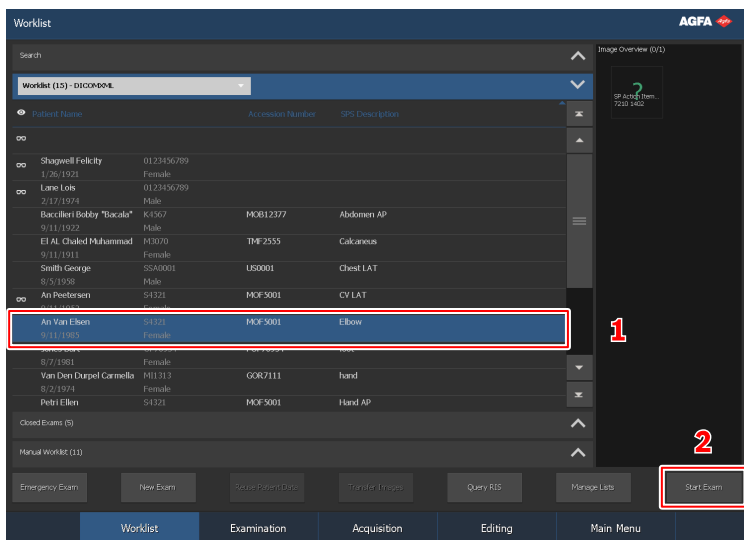 Worklist
AGFA
Search
Image Overview (0/1)
Worklist (15) - DICOMXML
SP Action Item...
7210 1402
?
Patient Name Accession Number SPS Description
Shagwell Felicity 0123456789
1/26/1921 Female
Lane Lois 0123456789
2/17/1974 Male
Baccilieri Bobby "Bacala" K4567 MOB12377 Abdomen AP
9/11/1922 Male
El AL Chaled Muhammad M3070 TMF2555 Calcaneus
9/11/1911 Female
Smith George SSA0001 US0001 Chest LAT
8/5/1958 Male
An Peetersen S4321 MOF5001 CV LAT
An Van Elsen S4321 MOF5001 Elbow
9/11/1985 Female
1
8/7/1981 Female
Van Den Durpel Carmella MI1313 GOR7111 hand
8/2/1974 Female
Petri Ellen S4321 MOF5001 Hand AP
Closed Exams (5)
Manual Worklist (11)
2
Emergency Exam New Exam Reuse Patient Data Transfer Images Query RIS Manage Lists Start Exam
Worklist Examination Acquisition Editing Main Menu